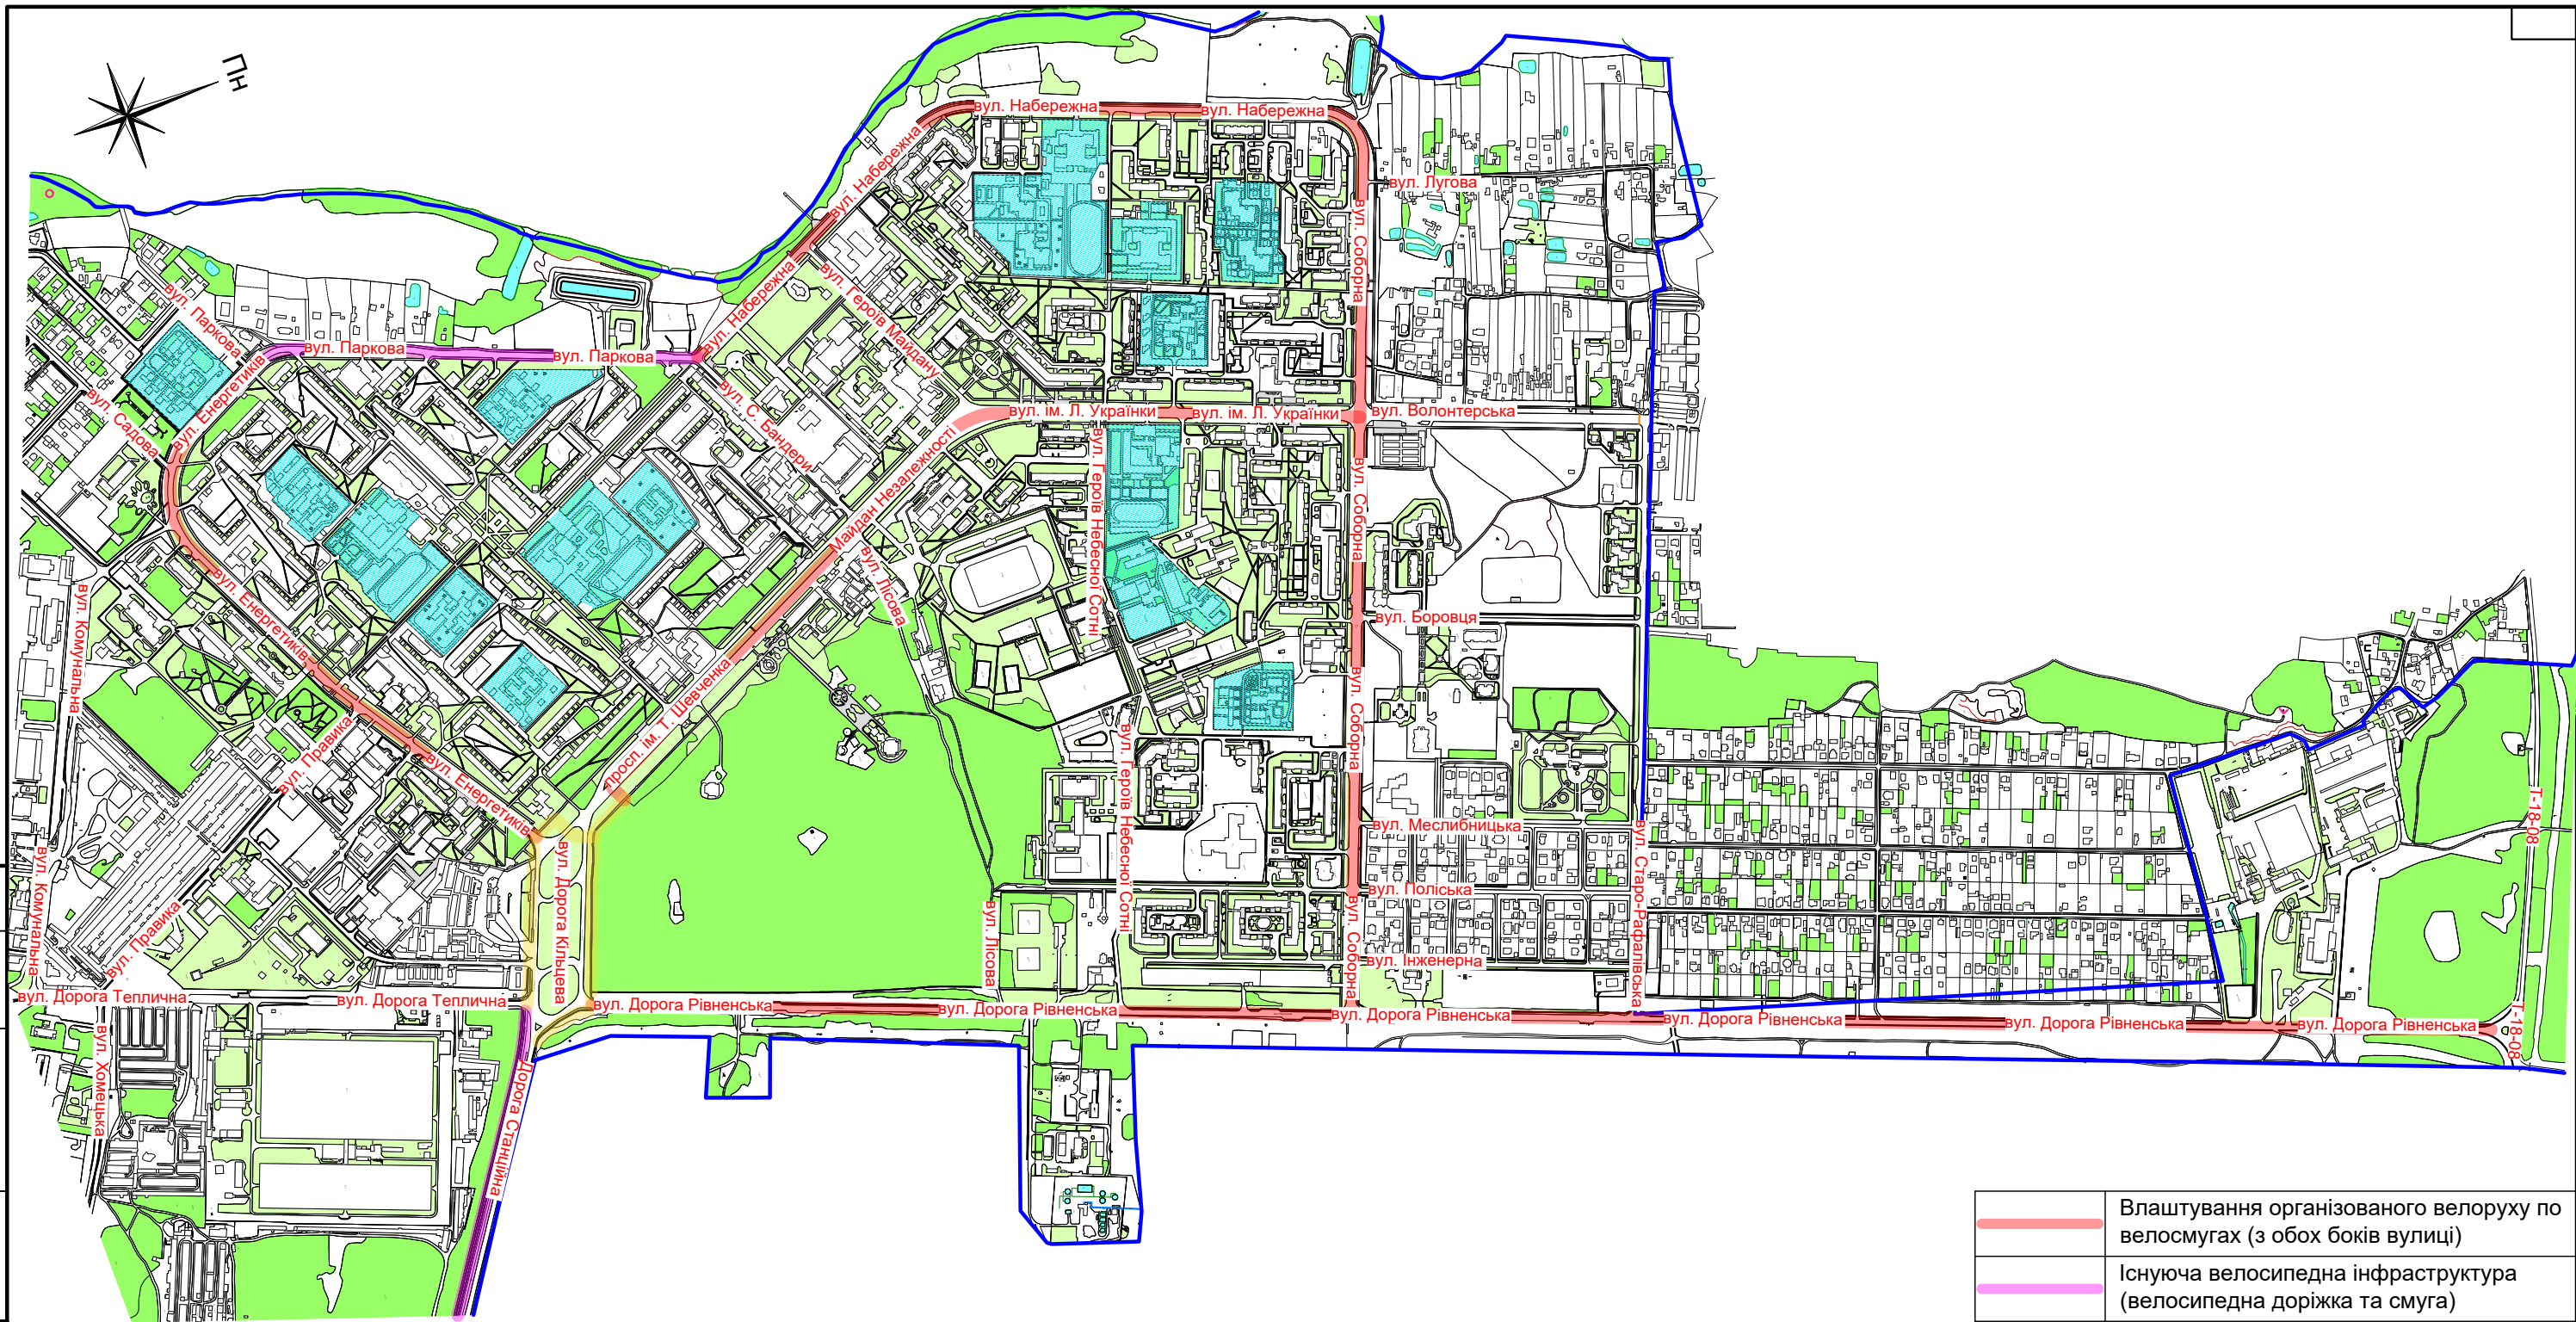 Пн
вул. Набережна
вул. Набережна
вул. Набережна
вул. Лугова
вул. Соборна
вул. Набережна
вул. Героїв Майдану
вул. Паркова
вул. Паркова
вул. Паркова
вул. Енергетиків
вул. Садова
вул. С. Бандери
вул. ім. Л. Українки
вул. ім. Л. Українки
вул. Волонтерська
Майдан Незалежності
вул. Героїв Небесної Сотні
вул. Соборна
вул. Лісова
вул. Енергетиків
вул. Комунальна
вул. Боровця
просп. ім. Т. Шевченка
вул. Соборна
вул. Правика
вул. Енергетиків
вул. Героїв Небесної Сотні
вул. Меслибницька
вул. Старо-Рафалівська
Т-18-08
вул. Комунальна
вул. Правика
вул. Дорога Кільцева
вул. Лісова
вул. Поліська
вул. Соборна
вул. Інженерна
вул. Дорога Теплична
вул. Дорога Теплична
вул. Дорога Рівненська
вул. Дорога Рівненська
вул. Дорога Рівненська
вул. Дорога Рівненська
вул. Дорога Рівненська
вул. Дорога Рівненська
Т-18-08
вул. Хомецька
Дорога Станційна
Влаштування організованого велоруху по
велосмугах (з обох боків вулиці)
Існуюча велосипедна інфраструктура
(велосипедна доріжка та смуга)